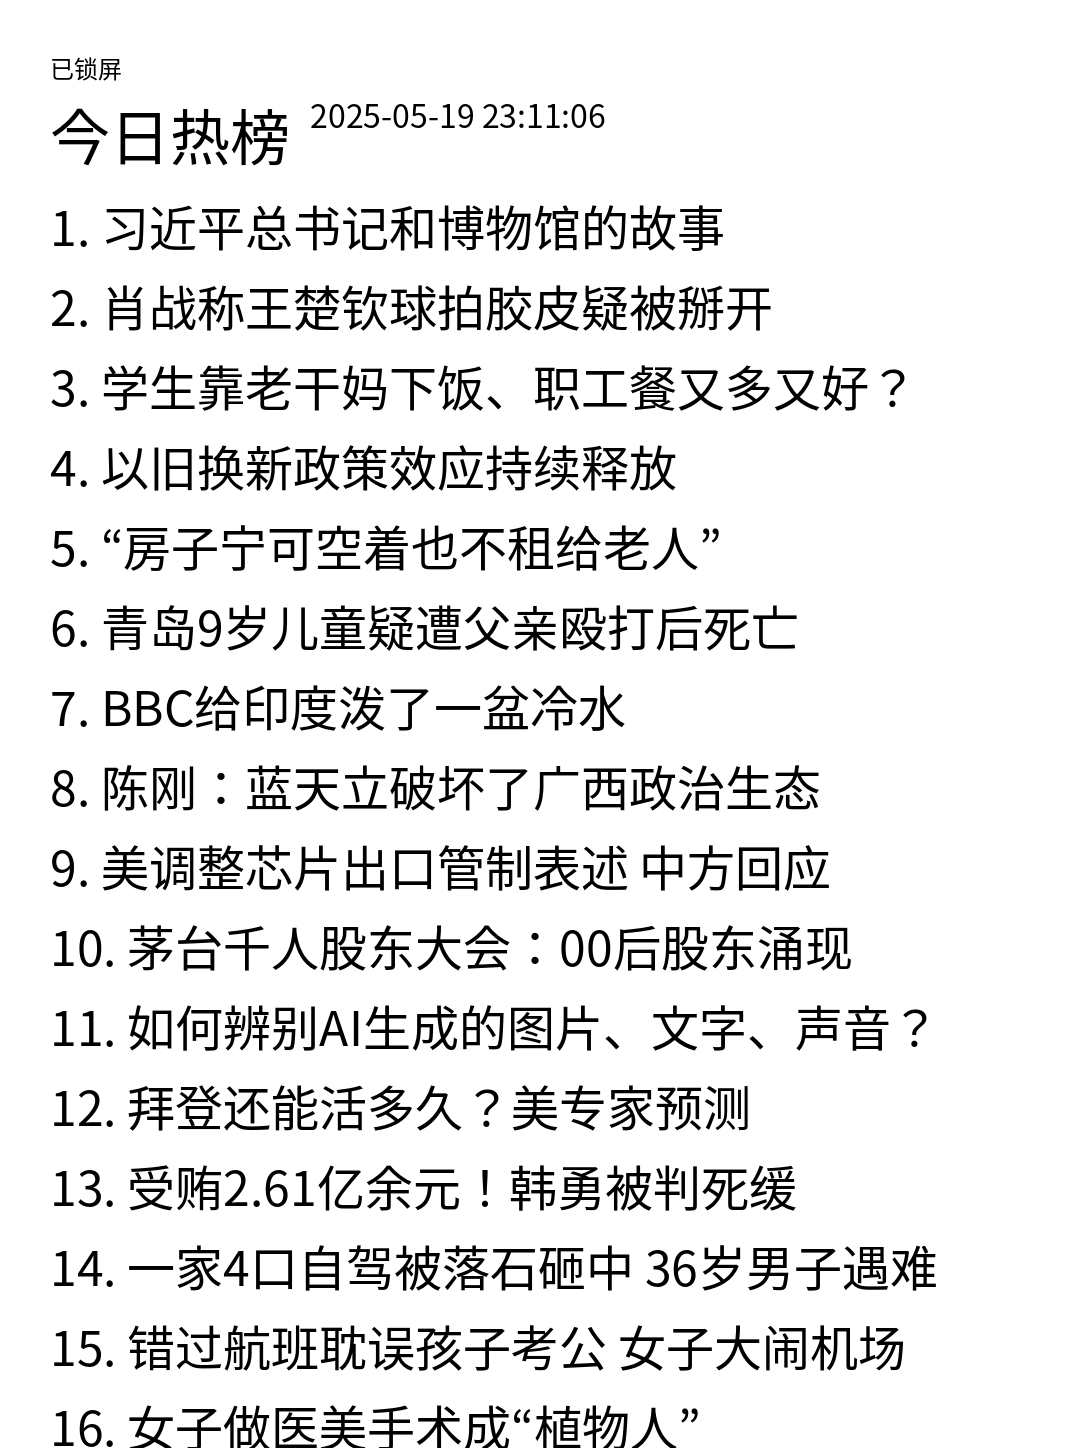 已锁屏
今日热榜 2025-05-19 23:11:06
1. 习近平总书记和博物馆的故事
2. 肖战称王楚钦球拍胶皮疑被掰开
3. 学生靠老干妈下饭、职工餐又多又好？
4. 以旧换新政策效应持续释放
5. “房子宁可空着也不租给老人”
6. 青岛9岁儿童疑遭父亲殴打后死亡
7. BBC给印度泼了一盆冷水
8. 陈刚：蓝天立破坏了广西政治生态
9. 美调整芯片出口管制表述 中方回应
10. 茅台千人股东大会：00后股东涌现
11. 如何辨别AI生成的图片、文字、声音？
12. 拜登还能活多久？美专家预测
13. 受贿2.61亿余元！韩勇被判死缓
14. 一家4口自驾被落石砸中 36岁男子遇难
15. 错过航班耽误孩子考公 女子大闹机场
16. 女子做医美手术成“植物人”